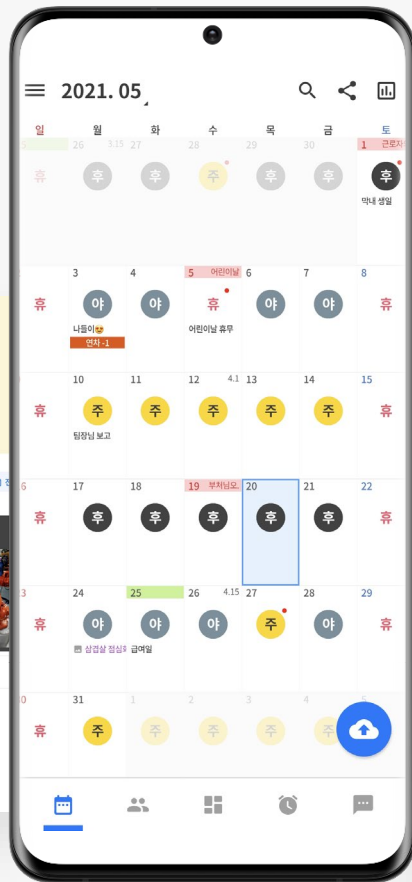 2021. 05
일 월 화 수 목 금 토
26 3.15 27 28 29 30 1 근로자
휴 후 후 주 후 후 후
막내 생일
3 4 5 어린이날 6 7 8
휴 야 야 휴 야 야 휴
나들이😍 어린이날 휴무
연차 -1
10 11 12 4.1 13 14 15
휴 주 주 주 주 주 휴
팀장님 보고
17 18 19 부처님오. 20 21 22
휴 후 후 후 후 후 휴
24 25 26 4.15 27 28 29
휴 야 야 야 주 야 휴
삼겹살 점심 급여일
31 1 2 3 4
휴 주 주 주 주 주